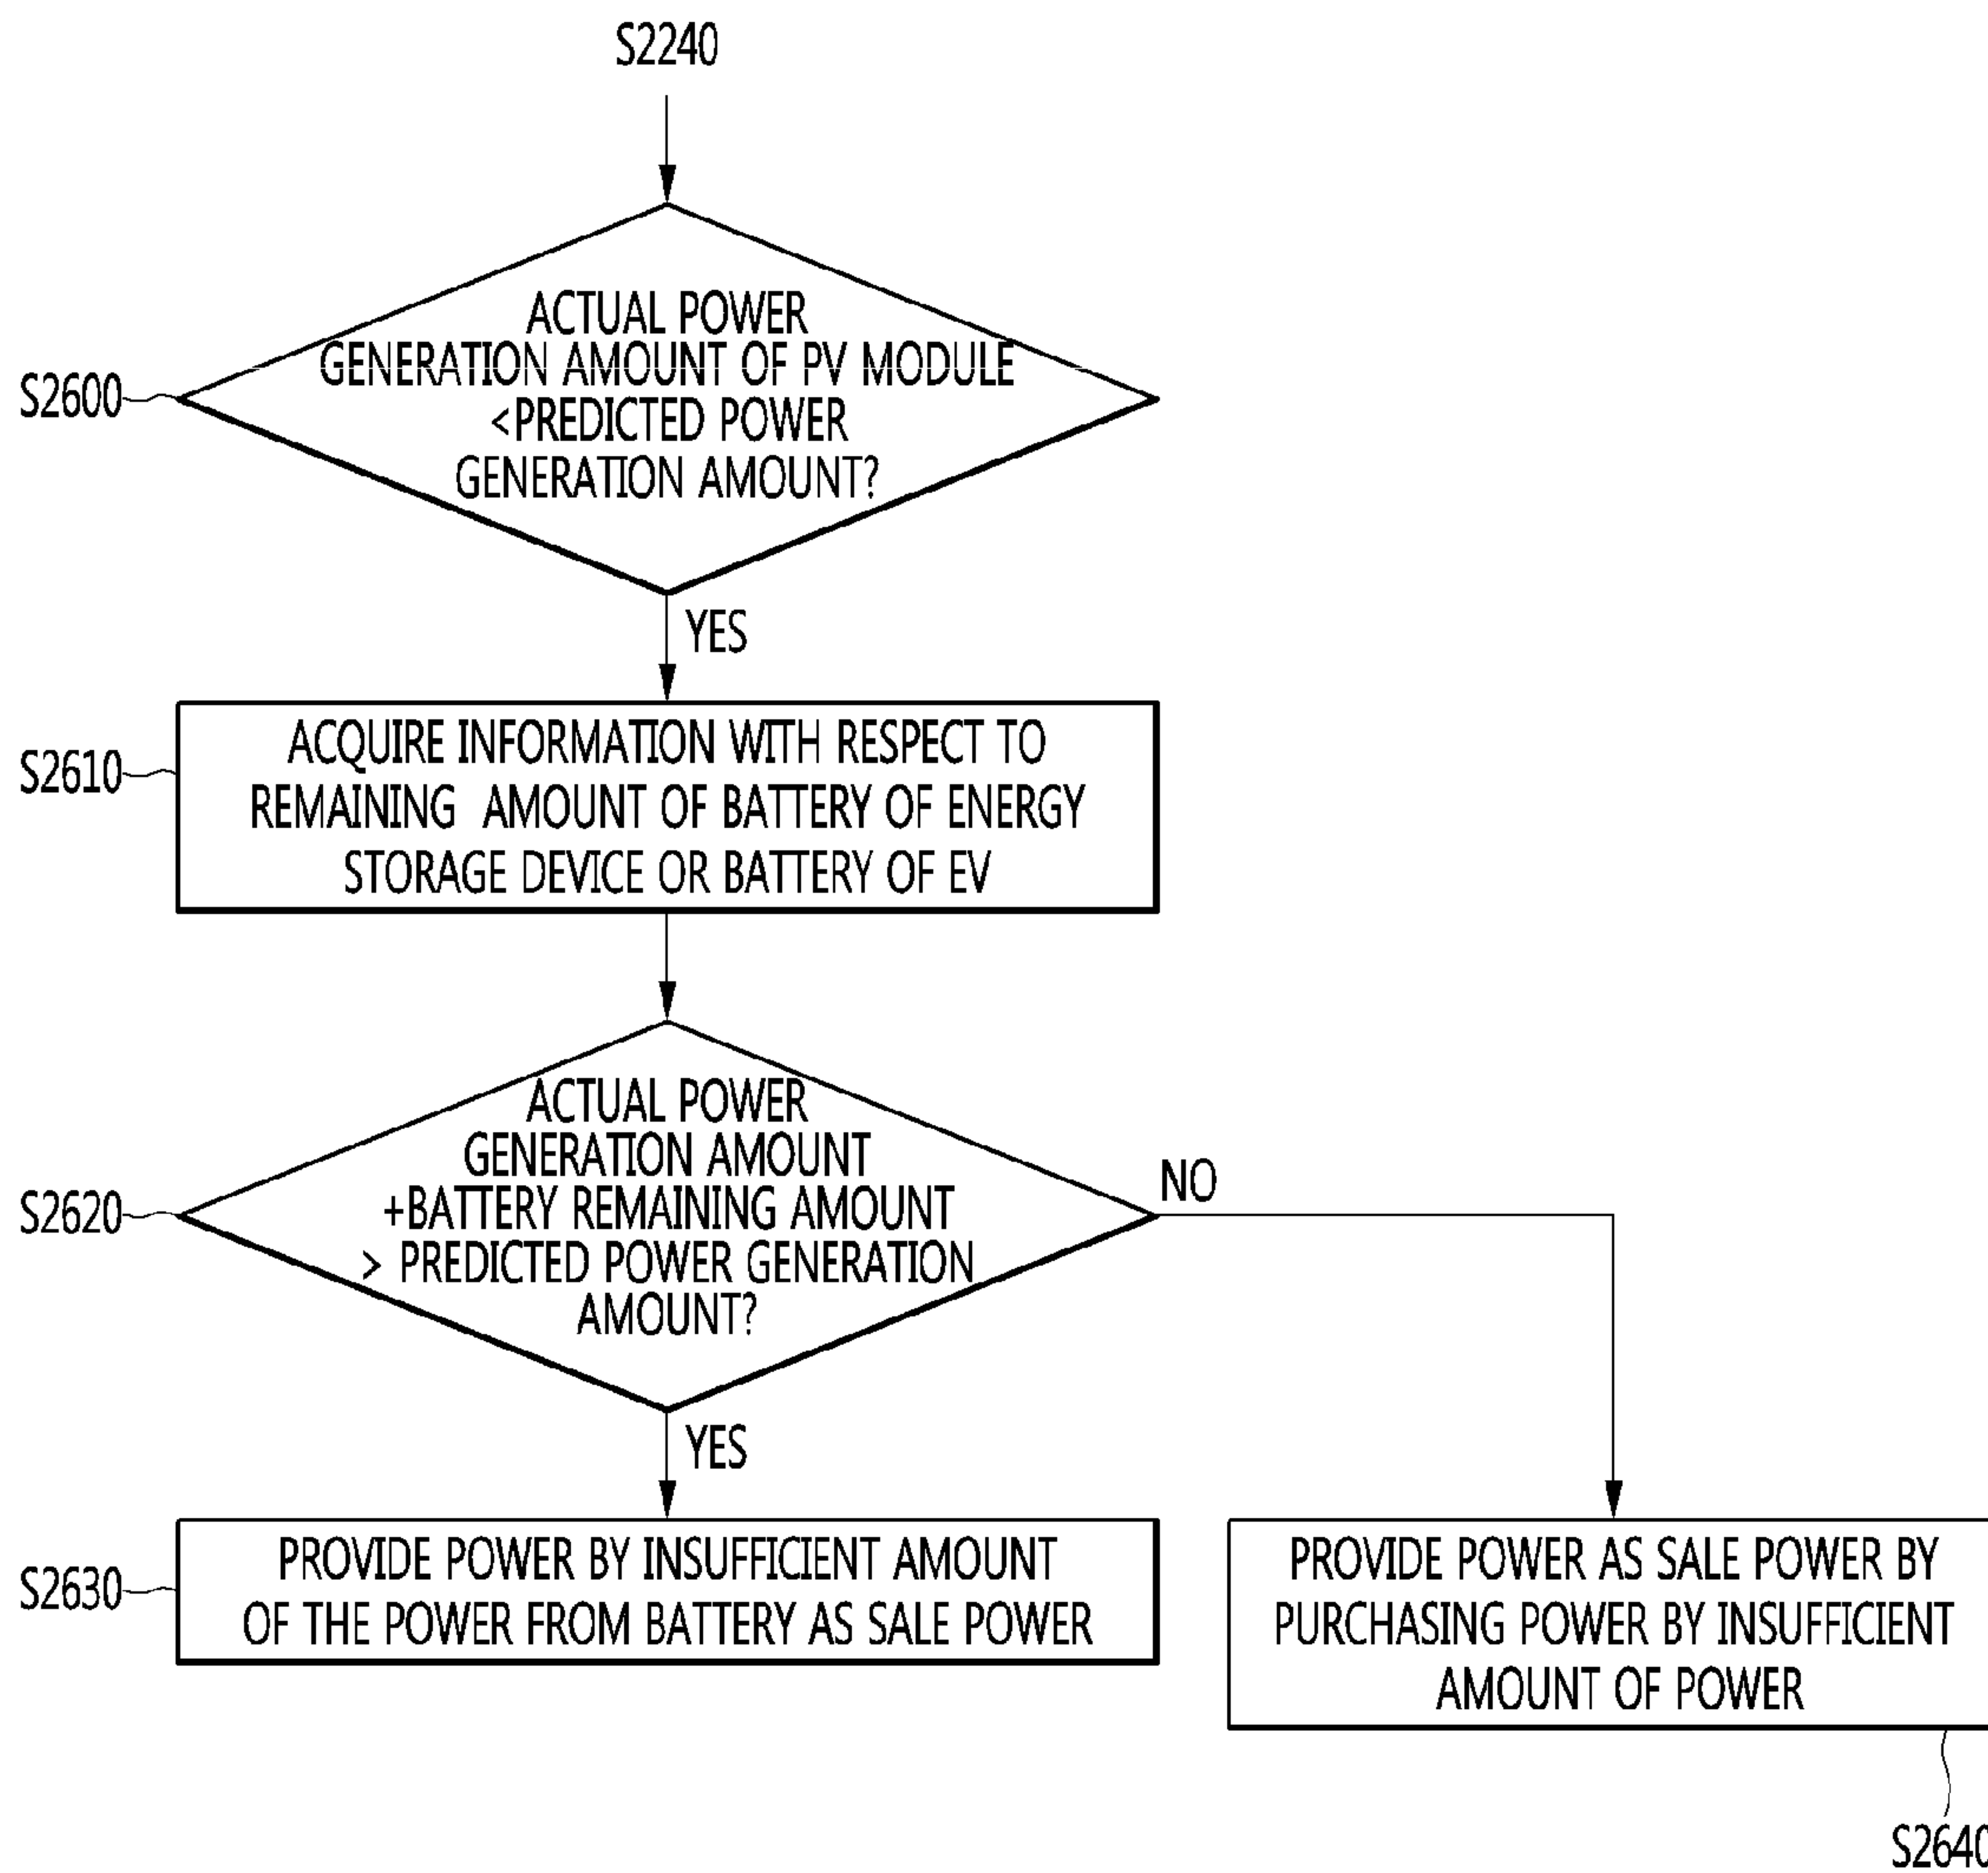 S2240
ACTUAL POWER
GENERATION AMOUNT OF PV MODULE
<PREDICTED POWER
GENERATION AMOUNT?
S2600
YES
ACQUIRE INFORMATION WITH RESPECT TO
REMAINING AMOUNT OF BATTERY OF ENERGY
STORAGE DEVICE OR BATTERY OF EV
S2610
ACTUAL POWER
GENERATION AMOUNT
+BATTERY REMAINING AMOUNT
> PREDICTED POWER GENERATION
AMOUNT?
S2620
NO
YES
PROVIDE POWER BY INSUFFICIENT AMOUNT
OF THE POWER FROM BATTERY AS SALE POWER
S2630
PROVIDE POWER AS SALE POWER BY
PURCHASING POWER BY INSUFFICIENT
AMOUNT OF POWER
S2640